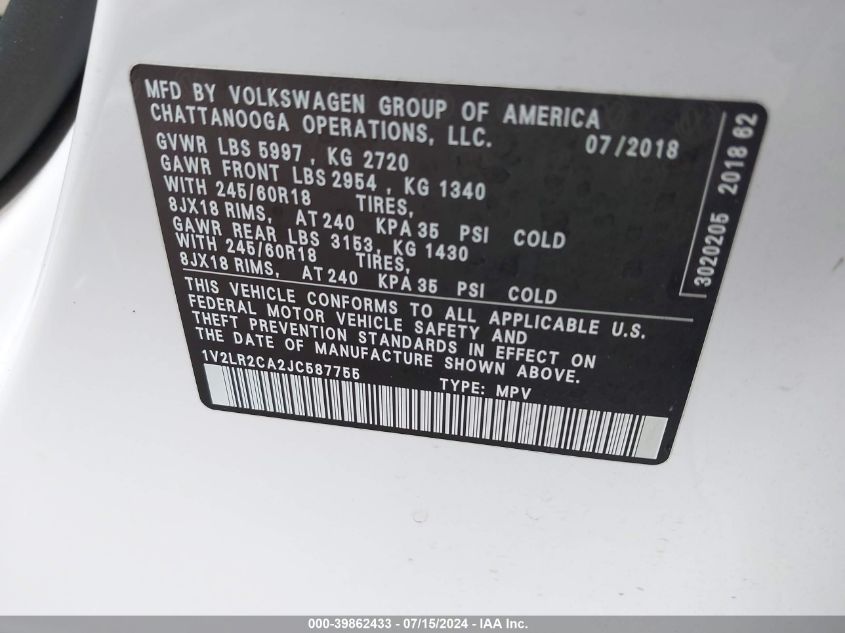 MFD BY VOLKSWAGEN GROUP OF AMERICA
CHATTANOOGA OPERATIONS, LLC. 07/2018
GVWR LBS 5997 , KG 2720
GAWR FRONT LBS 2954 , KG 1340
WITH 245/60R18 TIRES,
8JX18 RIMS, AT 240 KPA 35 PSI COLD
GAWR REAR LBS 3153, KG 1430
WITH 245/60R18 TIRES,
8JX18 RIMS, AT 240 KPA 35 PSI COLD
THIS VEHICLE CONFORMS TO ALL APPLICABLE U.S.
FEDERAL MOTOR VEHICLE SAFETY AND
THEFT PREVENTION STANDARDS IN EFFECT ON
THE DATE OF MANUFACTURE SHOWN ABOVE.
1V2LR2CA2JC587755 TYPE: MPV
3020205 2018 62
000-39862433 - 07/15/2024 - IAA Inc.